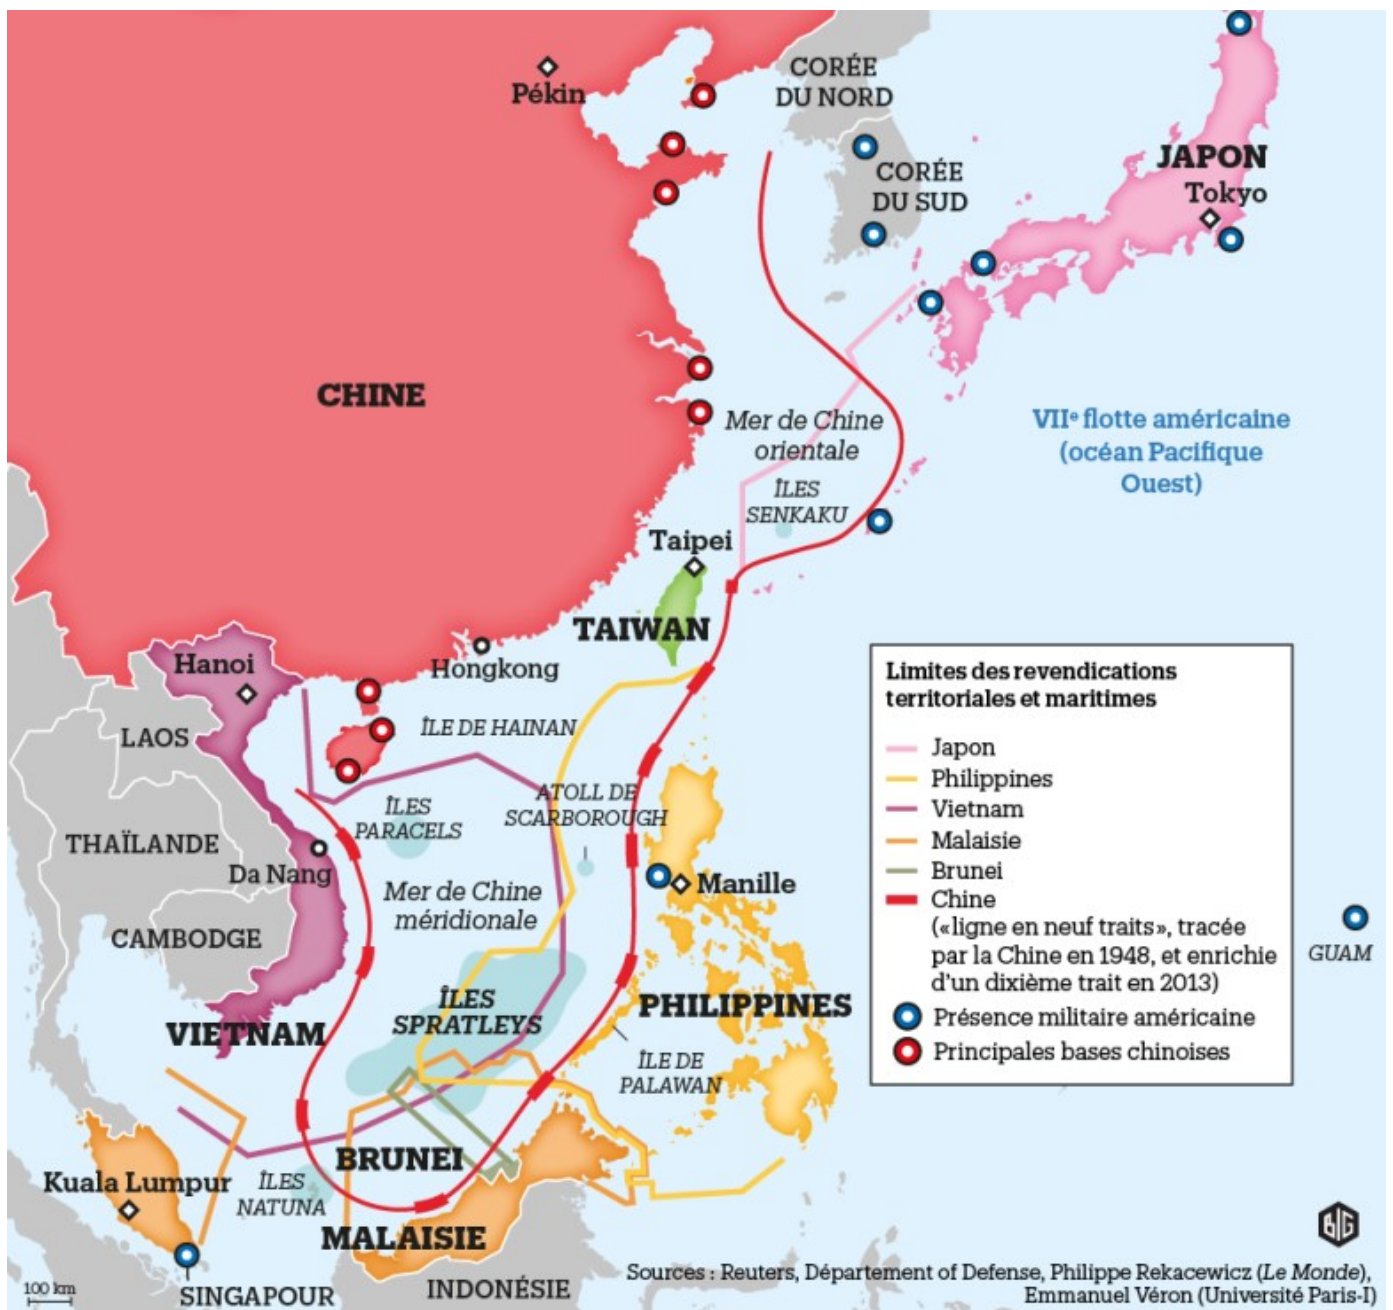 Pékin
CORÉE
DU NORD
CORÉE
DU SUD
JAPON
Tokyo
CHINE
Mer de Chine
orientale
VIIᵉ flotte américaine
(océan Pacifique
Ouest)
ÎLES
SENKAKU
Taipei
TAIWAN
Hanoi
Hongkong
LAOS
ÎLE DE HAINAN
ÎLES
PARACELS
ATOLL DE
SCARBOROUGH
THAÏLANDE
Da Nang
Mer de Chine
méridionale
Manille
CAMBODGE
VIETNAM
ÎLES
SPRATLEYS
PHILIPPINES
ÎLE DE
PALAWAN
GUAM
BRUNEI
Kuala Lumpur
ÎLES
NATUNA
MALAISIE
SINGAPOUR
INDONÉSIE
100 km
Limites des revendications
territoriales et maritimes
Japon
Philippines
Vietnam
Malaisie
Brunei
Chine
(«ligne en neuf traits», tracée
par la Chine en 1948, et enrichie
d'un dixième trait en 2013)
Présence militaire américaine
Principales bases chinoises
BIG
Sources : Reuters, Département of Defense, Philippe Rekacewicz (Le Monde),
Emmanuel Véron (Université Paris-I)